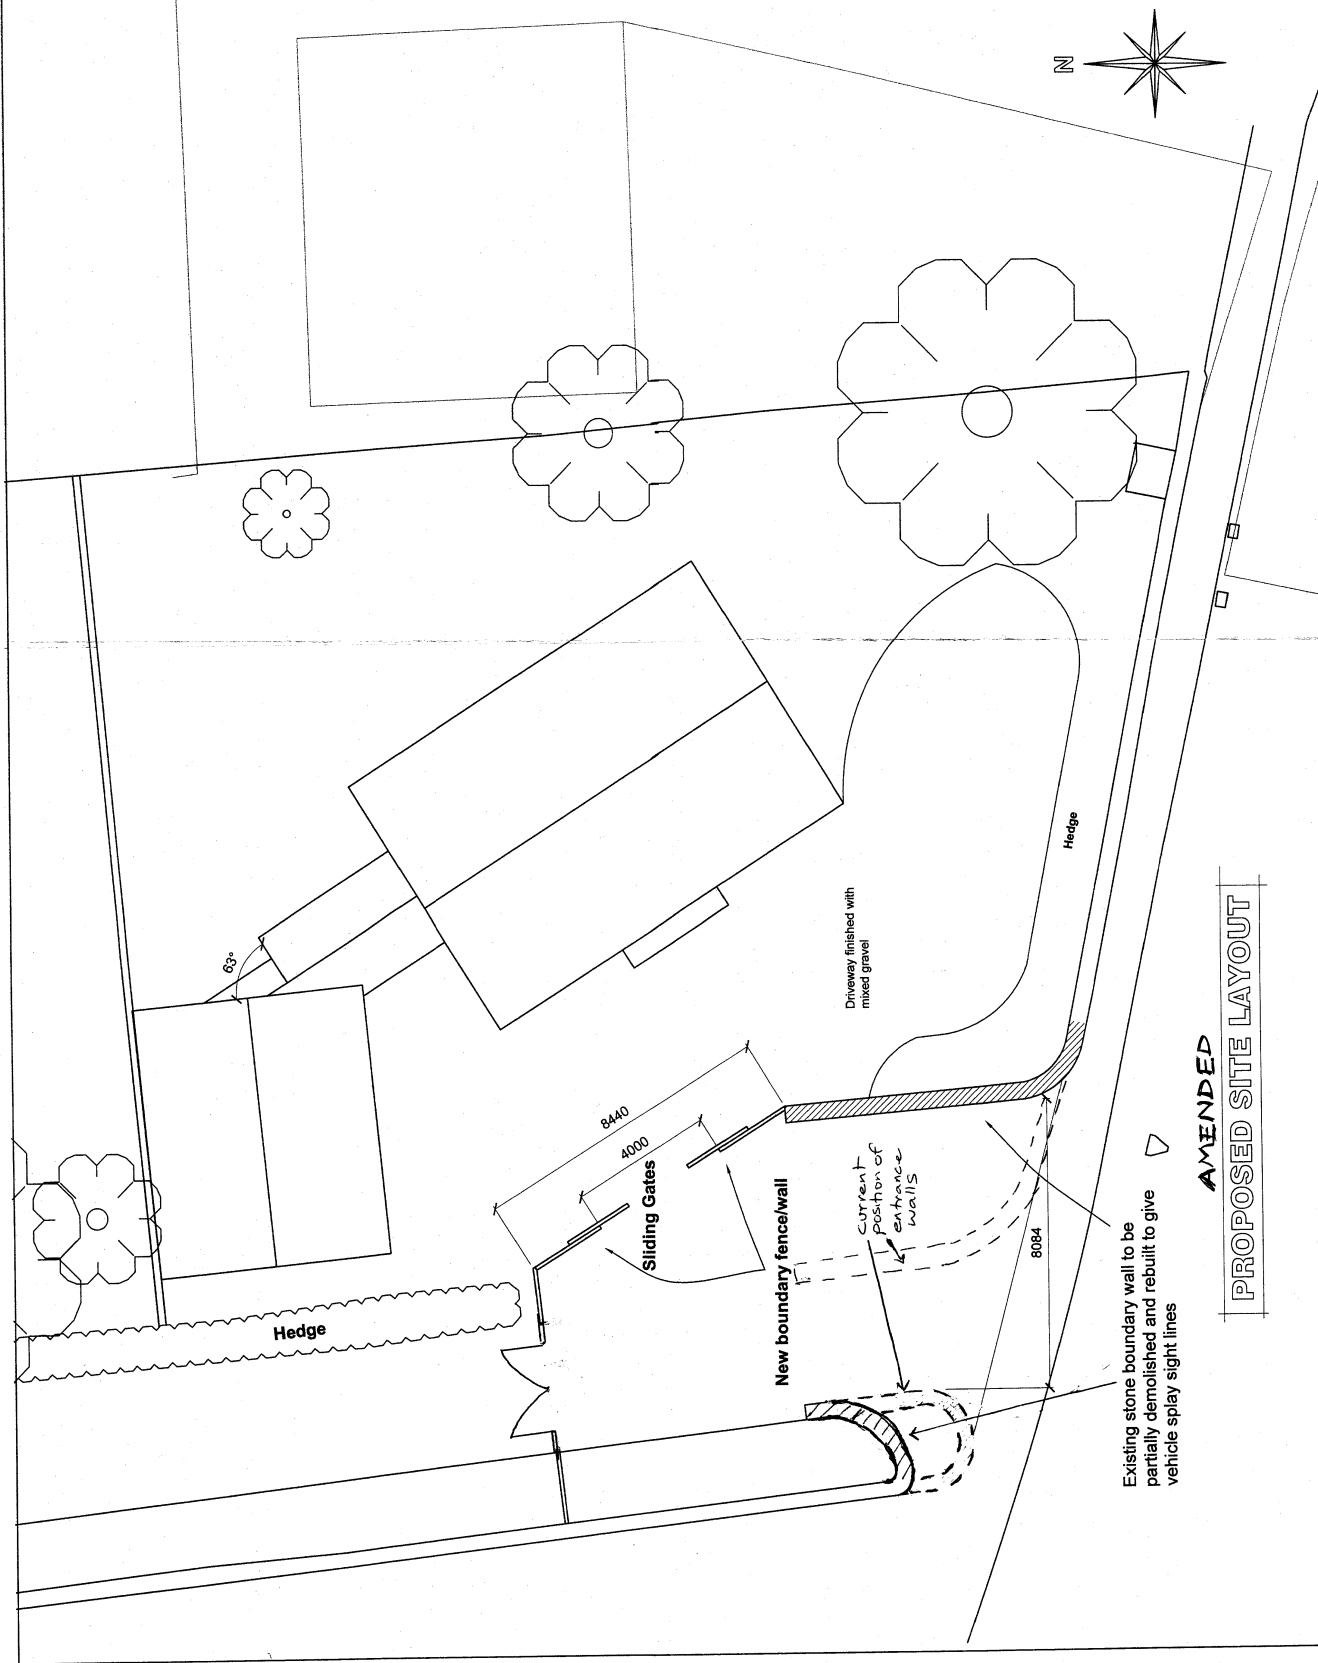 N
63°
8440
4000
Sliding Gates
Hedge
New boundary fence/wall
Current
position of
entrance
walls
Driveway finished with
mixed gravel
Hedge
8084
Existing stone boundary wall to be
partially demolished and rebuilt to give
vehicle splay sight lines
AMENDED
PROPOSED SITE LAYOUT